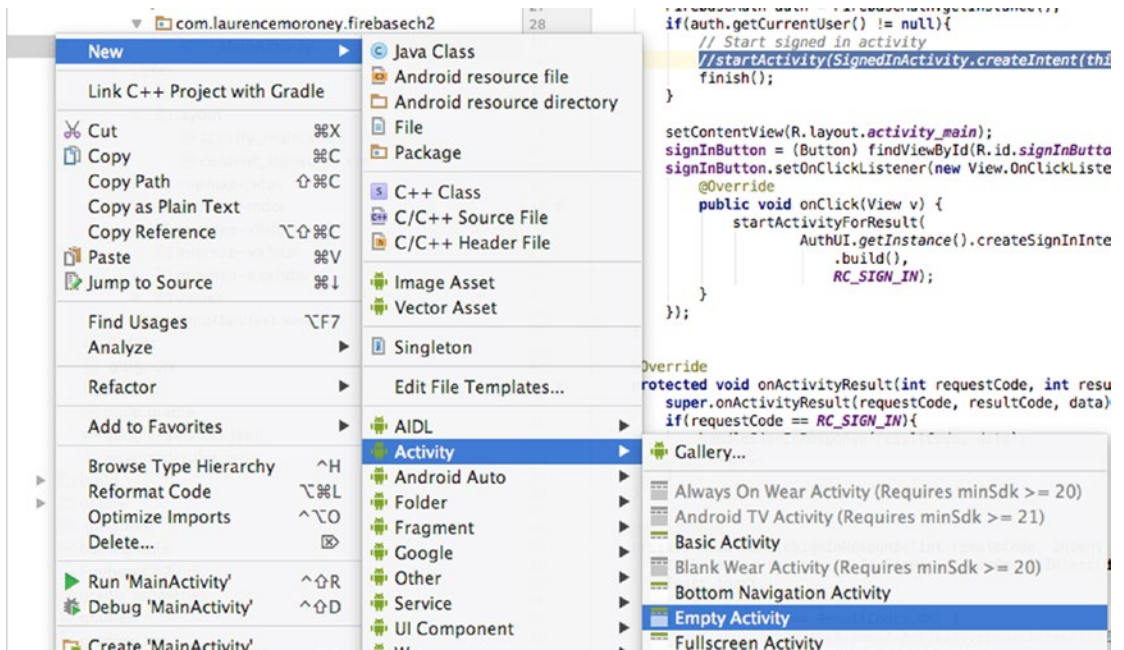 com.laurencemoroney.firebasech2
28
New
Link C++ Project with Gradle
Cut ⌘X
Copy ⌘C
Copy Path ⇧⌘C
Copy as Plain Text
Copy Reference ⌥⇧⌘C
Paste ⌘V
Jump to Source ⌘↓
Find Usages ⌥F7
Analyze
Refactor
Add to Favorites
Browse Type Hierarchy ^H
Reformat Code ⌥⌘L
Optimize Imports ^⌥O
Delete... ⌦
Run 'MainActivity' ^⇧R
Debug 'MainActivity' ^⇧D
Create 'MainActivity'...
Java Class
Android resource file
Android resource directory
File
Package
C++ Class
C/C++ Source File
C/C++ Header File
Image Asset
Vector Asset
Singleton
Edit File Templates...
AIDL
Activity
Android Auto
Folder
Fragment
Google
Other
Service
UI Component
Gallery...
Always On Wear Activity (Requires minSdk >= 20)
Android TV Activity (Requires minSdk >= 21)
Basic Activity
Blank Wear Activity (Requires minSdk >= 20)
Bottom Navigation Activity
Empty Activity
Fullscreen Activity
if(auth.getCurrentUser() != null){
// Start signed in activity
//startActivity(SignedInActivity.createIntent(thi
finish();
}
setContentView(R.layout.activity_main);
signInButton = (Button) findViewById(R.id.signInButto
signInButton.setOnClickListener(new View.OnClickListe
@Override
public void onClick(View v) {
startActivityForResult(
AuthUI.getInstance().createSignInInte
.build(),
RC_SIGN_IN);
}
});
Override
rotected void onActivityResult(int requestCode, int resu
super.onActivityResult(requestCode, resultCode, data)
if(requestCode == RC_SIGN_IN){